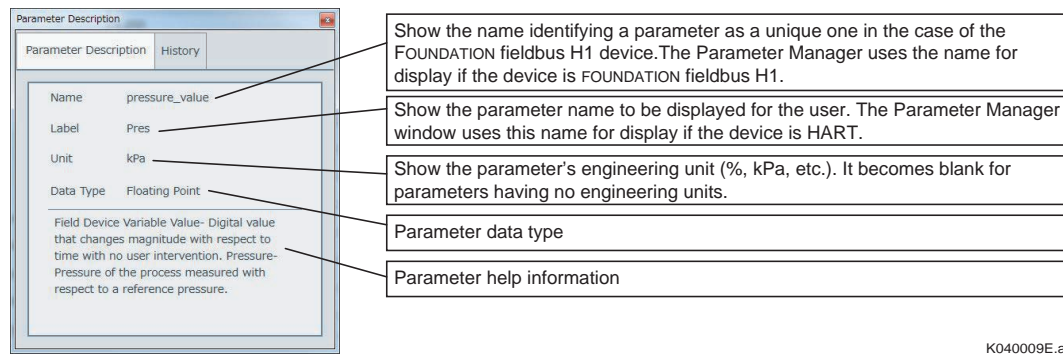 Parameter Description
Parameter Description History
Name pressure_value
Label Pres
Unit kPa
Data Type Floating Point
Field Device Variable Value- Digital value
that changes magnitude with respect to
time with no user intervention. Pressure-
Pressure of the process measured with
respect to a reference pressure.
Show the name identifying a parameter as a unique one in the case of the
FOUNDATION fieldbus H1 device.The Parameter Manager uses the name for
display if the device is FOUNDATION fieldbus H1.
Show the parameter name to be displayed for the user. The Parameter Manager
window uses this name for display if the device is HART.
Show the parameter's engineering unit (%, kPa, etc.). It becomes blank for
parameters having no engineering units.
Parameter data type
Parameter help information
K040009E.a